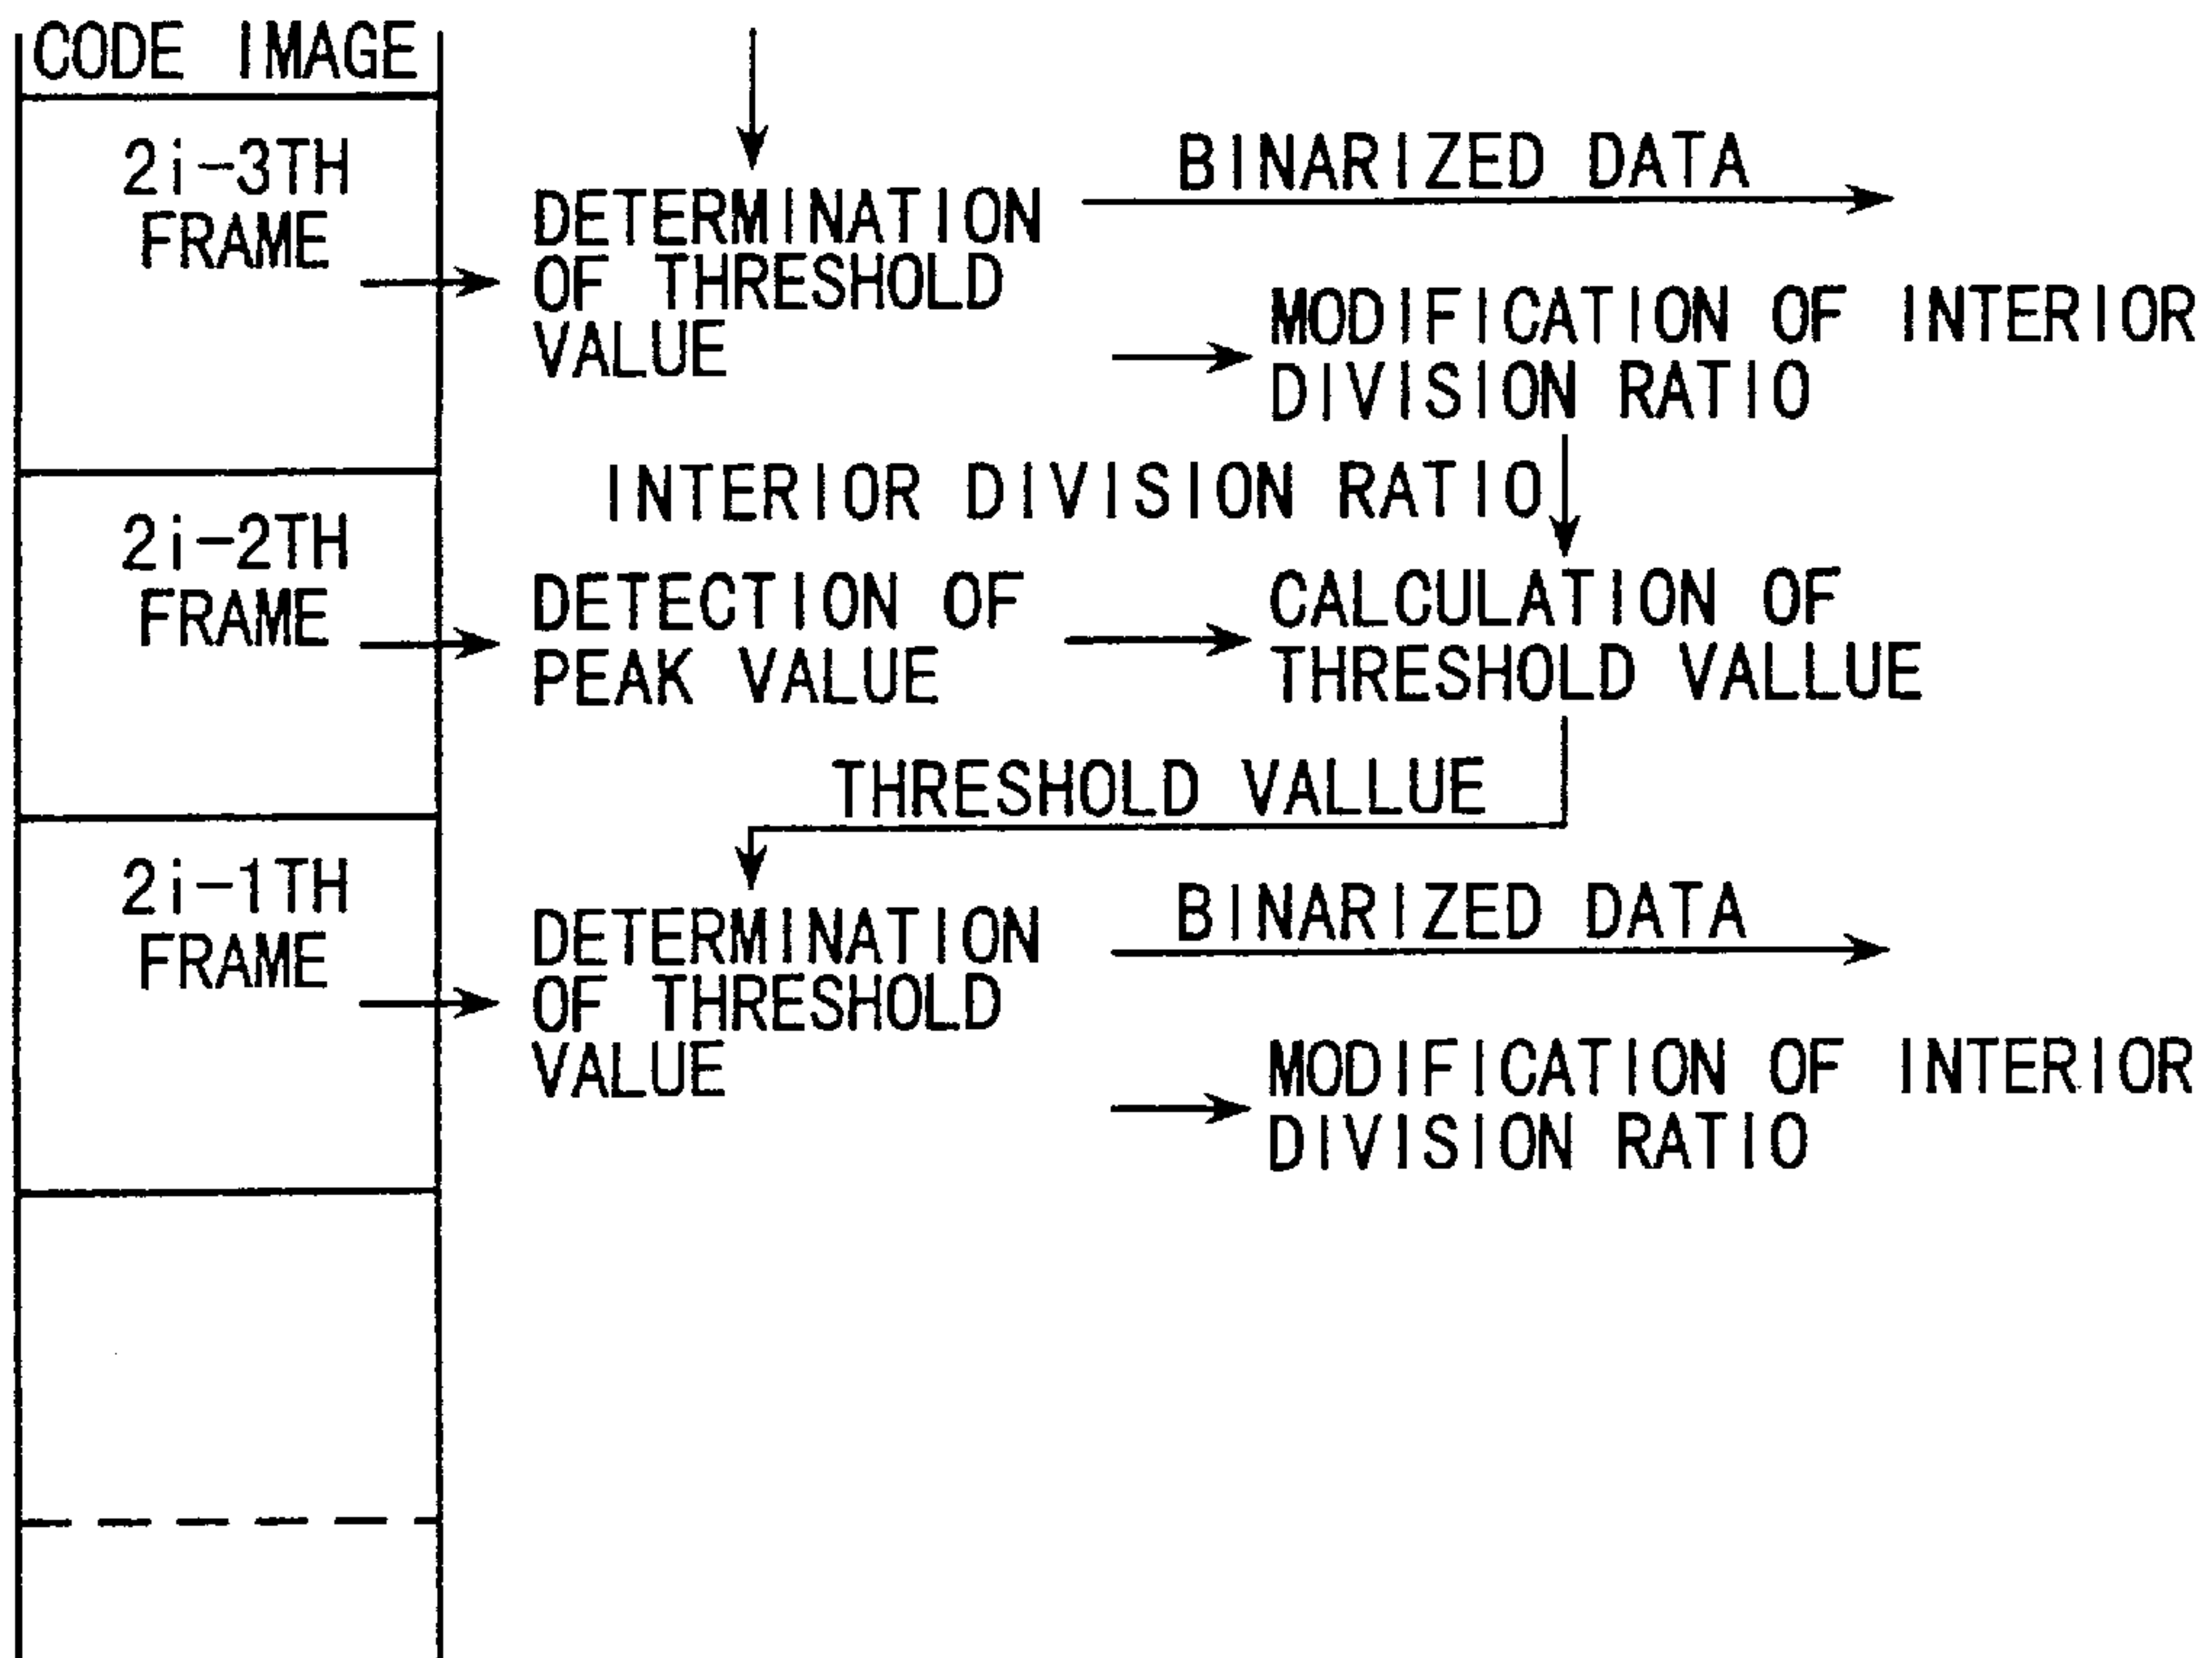 CODE IMAGE
2i-3TH
FRAME
DETERMINATION
OF THRESHOLD
VALUE
BINARIZED DATA
MODIFICATION OF INTERIOR
DIVISION RATIO
INTERIOR DIVISION RATIO
2i-2TH
FRAME
DETECTION OF
PEAK VALUE
CALCULATION OF
THRESHOLD VALLUE
THRESHOLD VALLUE
2i-1TH
FRAME
DETERMINATION
OF THRESHOLD
VALUE
BINARIZED DATA
MODIFICATION OF INTERIOR
DIVISION RATIO